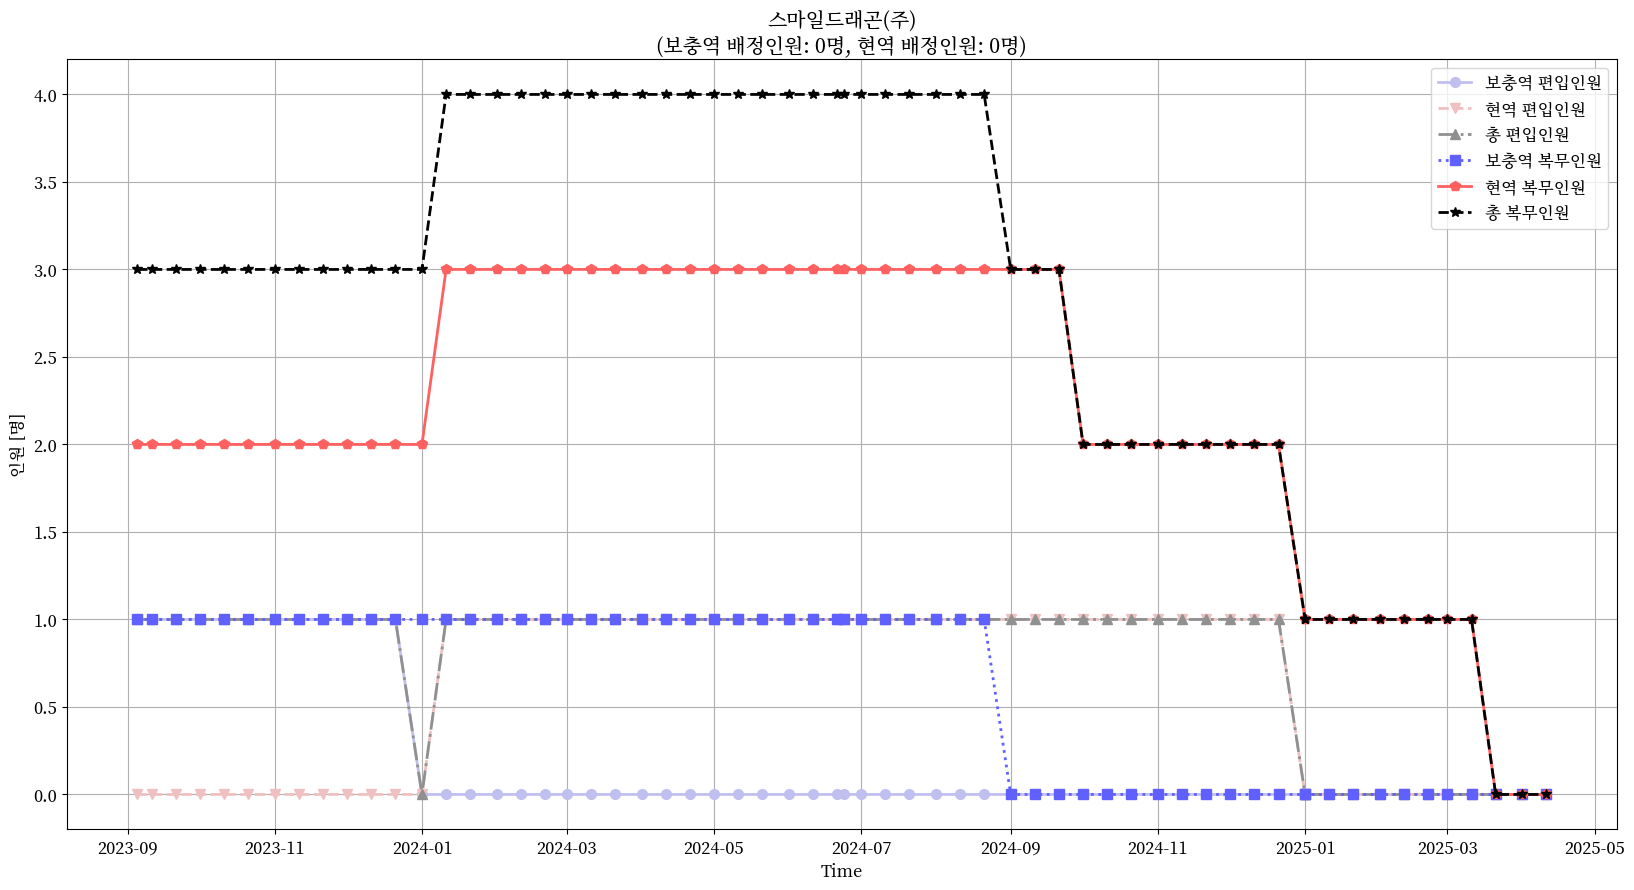 스마일드래곤(주)
(보충역 배정인원: 0명, 현역 배정인원: 0명)
보충역 편입인원
현역 편입인원
총 편입인원
보충역 복무인원
현역 복무인원
총 복무인원
인원 [명]
4.0
3.5
3.0
2.5
2.0
1.5
1.0
0.5
0.0
2023-09 2023-11 2024-01 2024-03 2024-05 2024-07 2024-09 2024-11 2025-01 2025-03 2025-05
Time